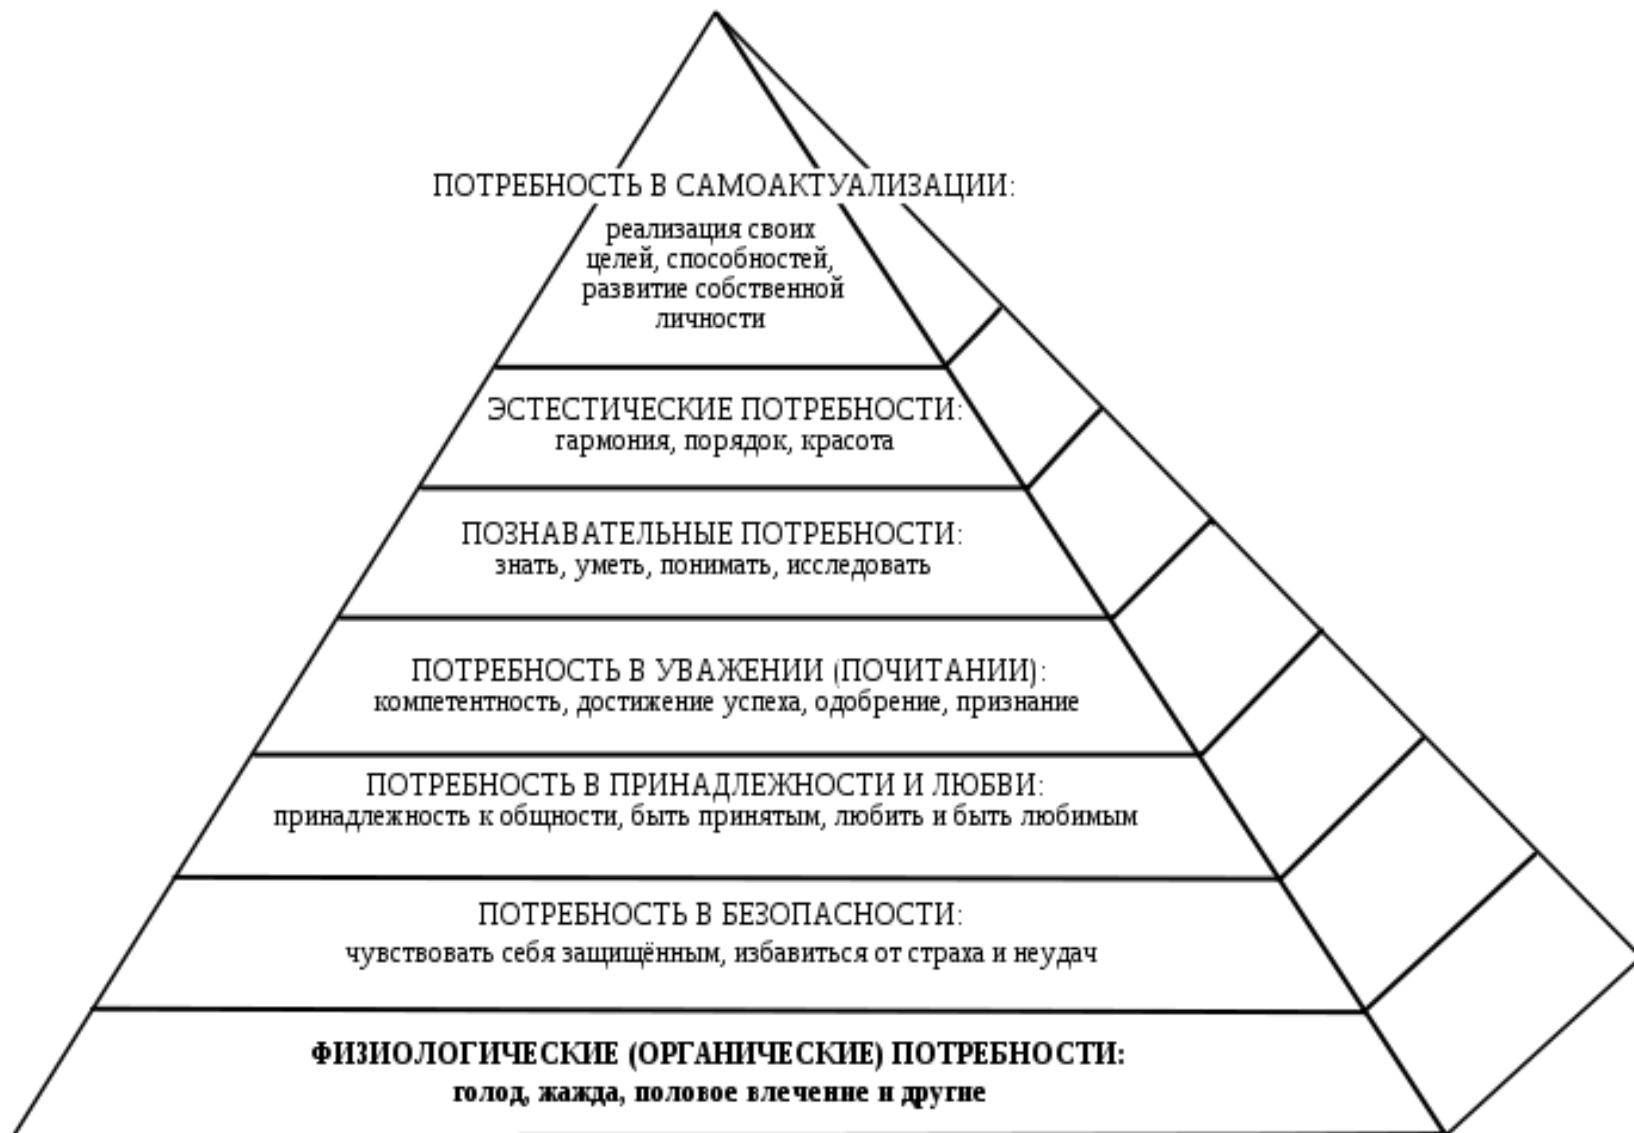 ПОТРЕБНОСТЬ В САМОАКТУАЛИЗАЦИИ:
реализация своих
целей, способностей,
развитие собственной
личности
ЭСТЕСТИЧЕСКИЕ ПОТРЕБНОСТИ:
гармония, порядок, красота
ПОЗНАВАТЕЛЬНЫЕ ПОТРЕБНОСТИ:
знать, уметь, понимать, исследовать
ПОТРЕБНОСТЬ В УВАЖЕНИИ (ПОЧИТАНИИ):
компетентность, достижение успеха, одобрение, признание
ПОТРЕБНОСТЬ В ПРИНАДЛЕЖНОСТИ И ЛЮБВИ:
принадлежность к общности, быть принятым, любить и быть любимым
ПОТРЕБНОСТЬ В БЕЗОПАСНОСТИ:
чувствовать себя защищённым, избавиться от страха и неудач
ФИЗИОЛОГИЧЕСКИЕ (ОРГАНИЧЕСКИЕ) ПОТРЕБНОСТИ:
голод, жажда, половое влечение и другие